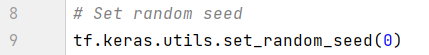 8 # Set random seed
9 tf.keras.utils.set_random_seed(0)